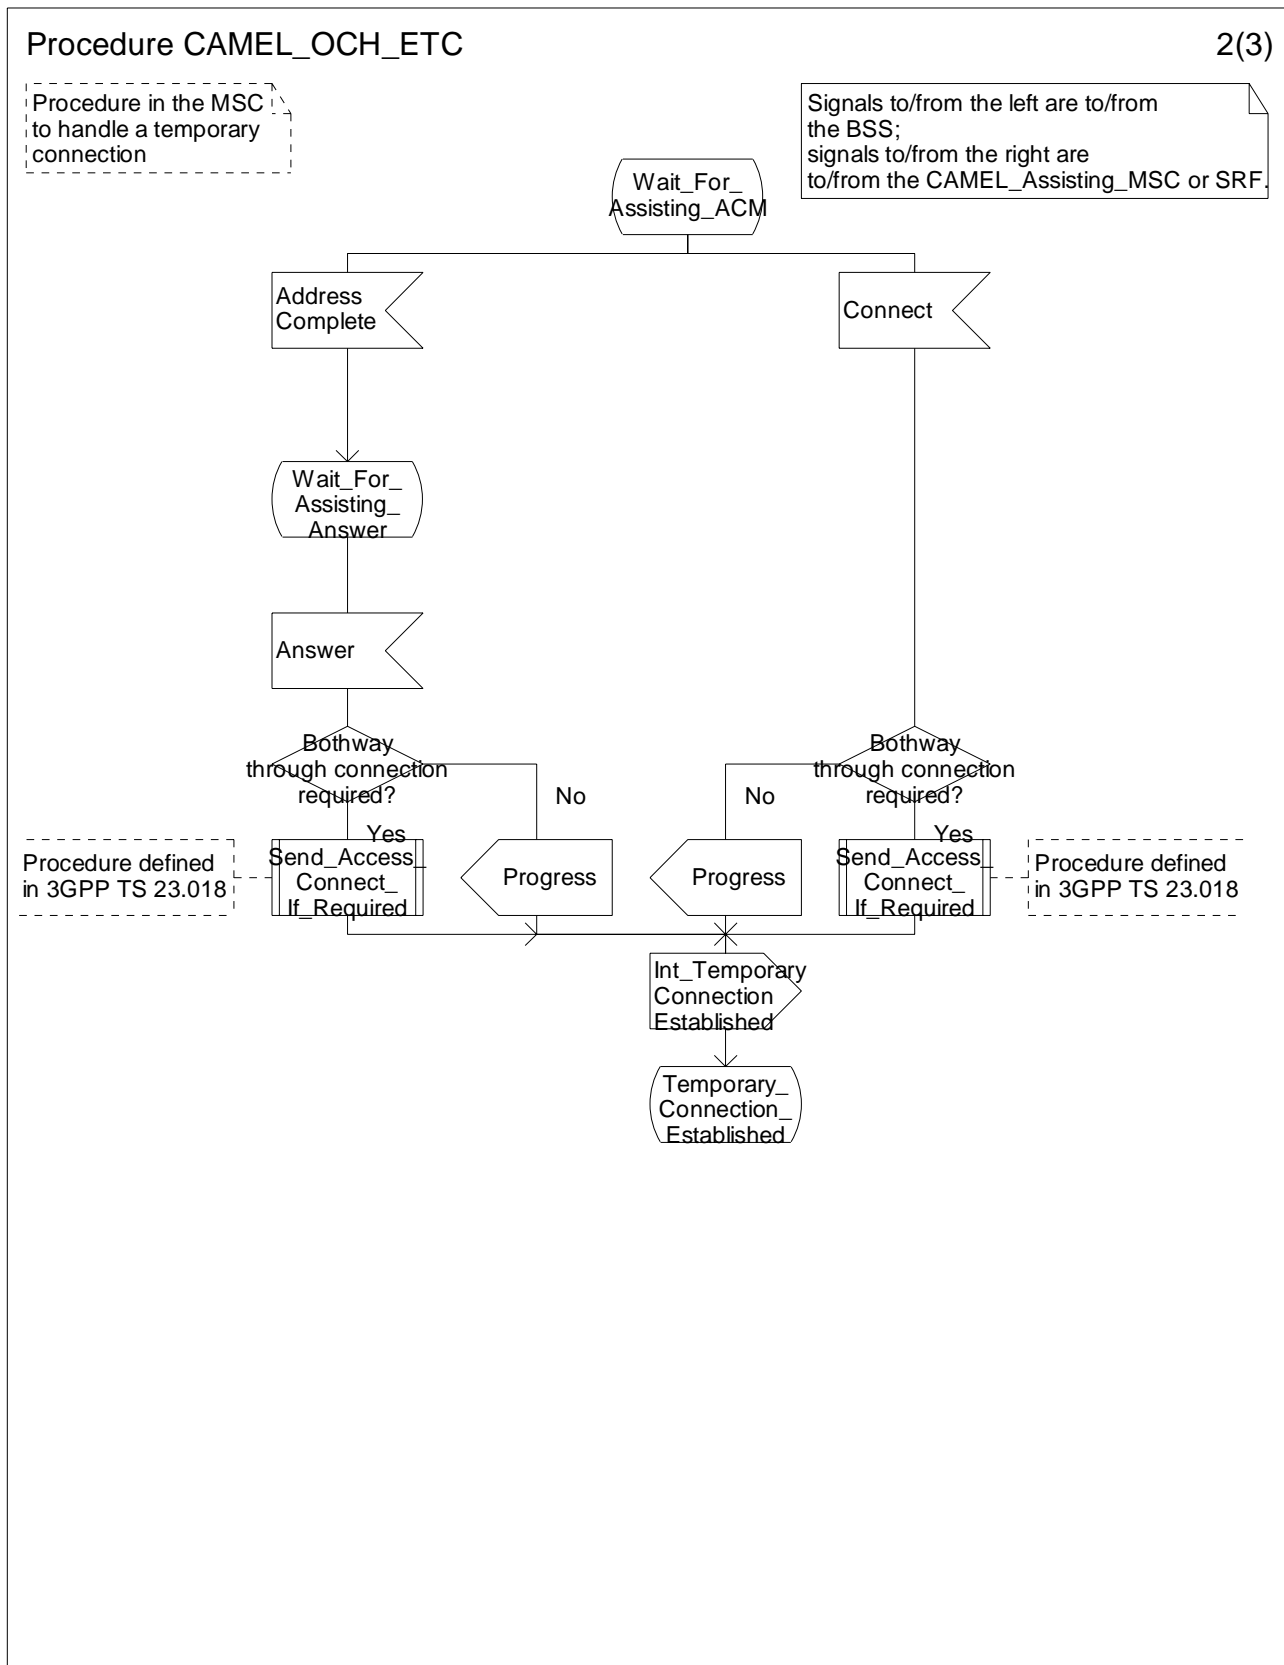 Procedure CAMEL_OCH_ETC
2(3)
Procedure in the MSC
to handle a temporary
connection
Signals to/from the left are to/from
the BSS;
signals to/from the right are
to/from the CAMEL_Assisting_MSC or SRF.
Wait_For_
Assisting_ACM
Address
Complete
Connect
Wait_For_
Assisting_
Answer
Answer
Bothway
through connection
required?
No
Yes
Bothway
through connection
required?
No
Yes
Procedure defined
in 3GPP TS 23.018
Send_Access_
Connect_
If_Required
Progress
Progress
Send_Access_
Connect_
If_Required
Procedure defined
in 3GPP TS 23.018
Int_Temporary
Connection
Established
Temporary_
Connection_
Established